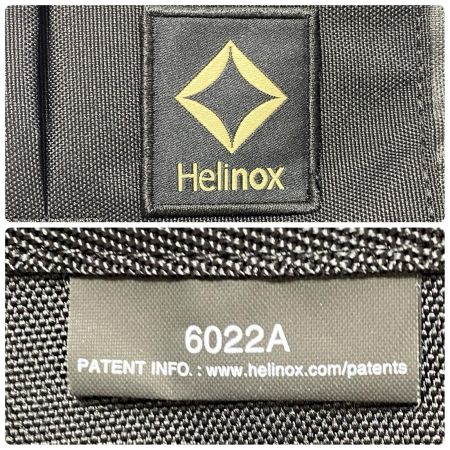 Helinox
6022A
PATENT INFO. : www.helinox.com/patents